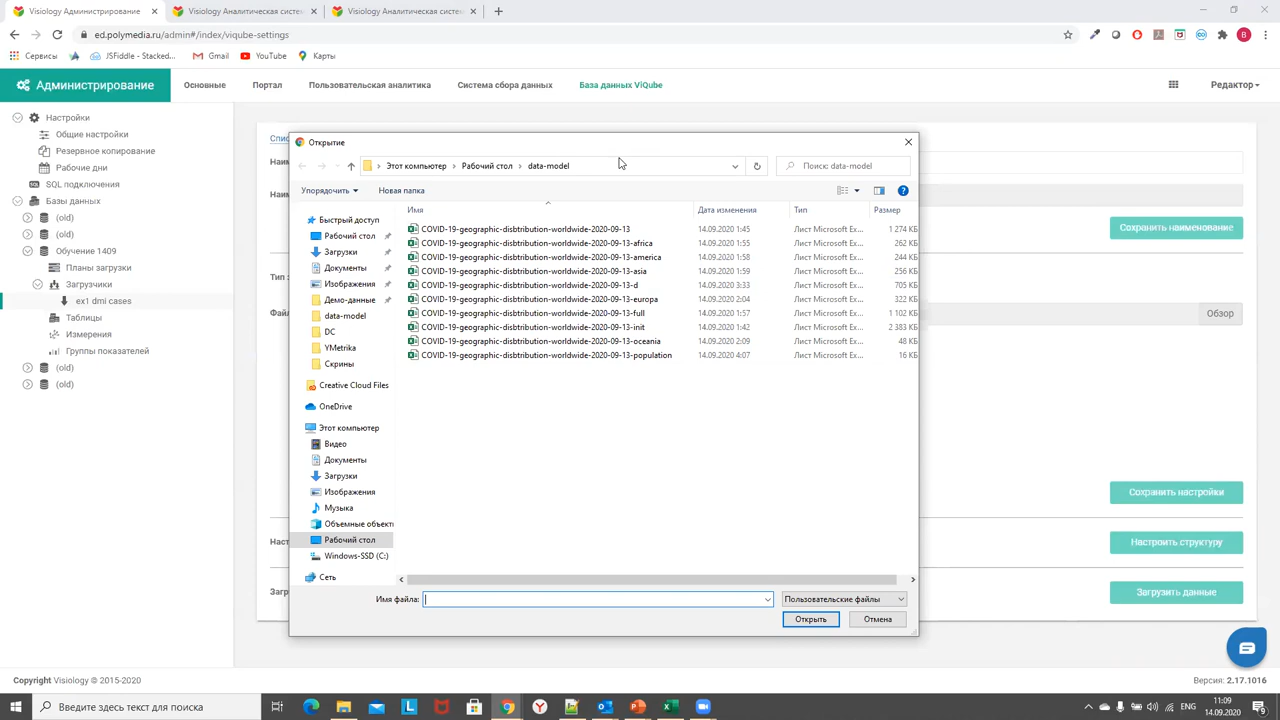 Visiology Администрирование
Visiology Аналитическая систем
Visiology Аналитическая систем
ed.polymedia.ru/admin#/index/viqube-settings
B
Сервисы
JSFiddle - Stacked...
Gmail
YouTube
Карты
Администрирование
Основные
Портал
Пользовательская аналитика
Система сбора данных
База данных ViQube
Редактор
Настройки
Общие настройки
Резервное копирование
Рабочие дни
SQL подключения
Базы данных
(old)
(old)
Обучение 1409
Планы загрузки
Загрузчики
ex1 dmi cases
Таблицы
Измерения
Группы показателей
(old)
(old)
Спис
Наим
Наим
Сохранить наименование
Тип з
Файл
Обзор
Сохранить настройки
Наст
Настроить структуру
Загру
Загрузить данные
Открытие
Этот компьютер > Рабочий стол > data-model
Поиск: data-model
Упорядочить
Новая папка
Имя
Дата изменения
Тип
Размер
COVID-19-geographic-disbtribution-worldwide-2020-09-13 14.09.2020 1:45 Лист Microsoft Ex... 1 274 КБ
COVID-19-geographic-disbtribution-worldwide-2020-09-13-africa 14.09.2020 1:55 Лист Microsoft Ex... 262 КБ
COVID-19-geographic-disbtribution-worldwide-2020-09-13-america 14.09.2020 1:58 Лист Microsoft Ex... 244 КБ
COVID-19-geographic-disbtribution-worldwide-2020-09-13-asia 14.09.2020 1:59 Лист Microsoft Ex... 256 КБ
COVID-19-geographic-disbtribution-worldwide-2020-09-13-d 14.09.2020 3:33 Лист Microsoft Ex... 705 КБ
COVID-19-geographic-disbtribution-worldwide-2020-09-13-europa 14.09.2020 2:04 Лист Microsoft Ex... 322 КБ
COVID-19-geographic-disbtribution-worldwide-2020-09-13-full 14.09.2020 1:57 Лист Microsoft Ex... 1 102 КБ
COVID-19-geographic-disbtribution-worldwide-2020-09-13-init 14.09.2020 1:42 Лист Microsoft Ex... 2 383 КБ
COVID-19-geographic-disbtribution-worldwide-2020-09-13-oceania 14.09.2020 2:09 Лист Microsoft Ex... 48 КБ
COVID-19-geographic-disbtribution-worldwide-2020-09-13-population 14.09.2020 4:07 Лист Microsoft Ex... 16 КБ
Быстрый доступ
Рабочий стол
Загрузки
Документы
Изображения
Демо-данные
data-model
DC
YMetrika
Скрины
Creative Cloud Files
OneDrive
Этот компьютер
Видео
Документы
Загрузки
Изображения
Музыка
Объемные объекты
Рабочий стол
Windows-SSD (C:)
Сеть
Имя файла:
Пользовательские файлы
Открыть
Отмена
Copyright Visiology © 2015-2020
Версия: 2.17.1016
Введите здесь текст для поиска
РУС
11:09
14.09.2020